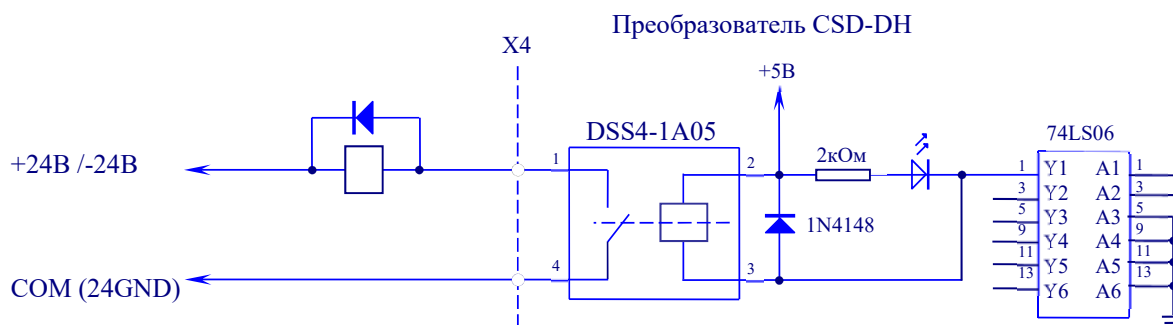 Преобразователь CSD-DH
X4
+5В
DSS4-1A05
74LS06
+24В /-24В
1
2
2кОм
1
Y1
A1
1
3
Y2
A2
3
5
Y3
A3
5
1N4148
9
Y4
A4
9
11
Y5
A5
11
13
Y6
A6
13
4
3
COM (24GND)